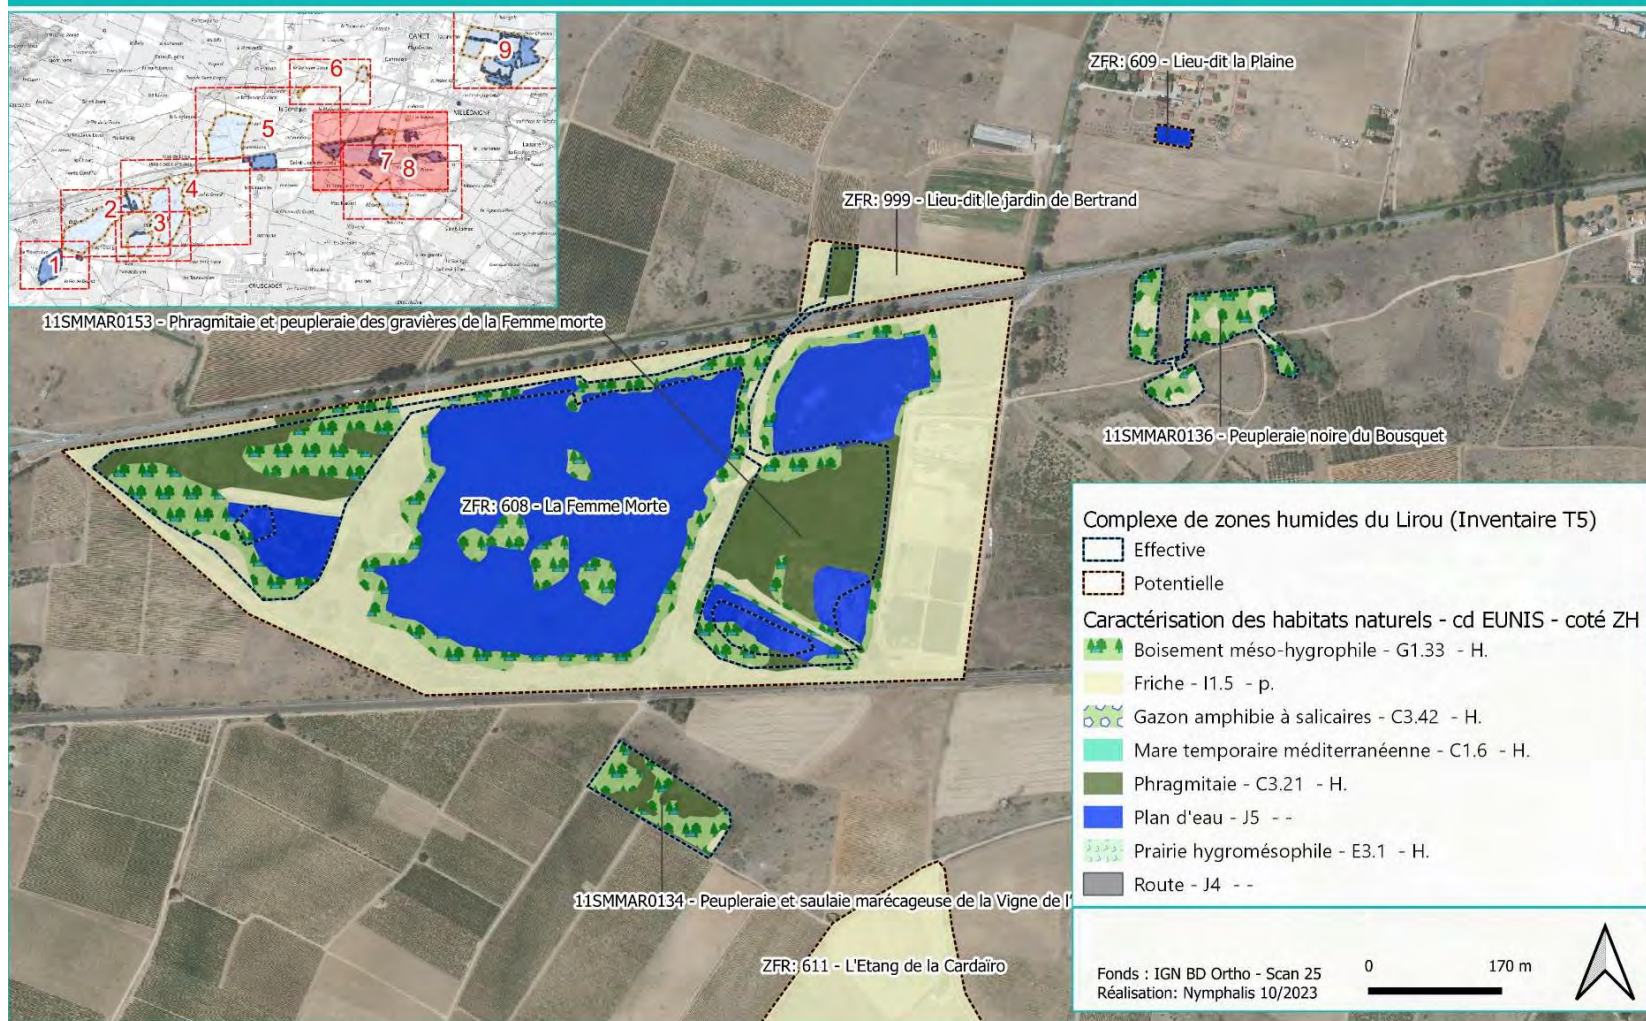 CANET
6
9
5
7
8
4
2
3
1
CRUSCADES
ZFR: 609 - Lieu-dit la Plaine
ZFR: 999 - Lieu-dit le jardin de Bertrand
11SMMAR0153 - Phragmitaie et peupleraie des gravières de la Femme morte
11SMMAR0136 - Peupleraie noire du Bousquet
ZFR: 608 - La Femme Morte
11SMMAR0134 - Peupleraie et saulaie marécageuse de la Vigne de l'
ZFR: 611 - L'Etang de la Cardaïro
Complexe de zones humides du Lirou (Inventaire T5)
Effective
Potentielle
Caractérisation des habitats naturels - cd EUNIS - coté ZH
Boisement méso-hygrophile - G1.33 - H.
Friche - I1.5 - p.
Gazon amphibie à salicaires - C3.42 - H.
Mare temporaire méditerranéenne - C1.6 - H.
Phragmitaie - C3.21 - H.
Plan d'eau - J5 - -
Prairie hygromésophile - E3.1 - H.
Route - J4 - -
Fonds : IGN BD Ortho - Scan 25
Réalisation: Nymphalis 10/2023
0 170 m